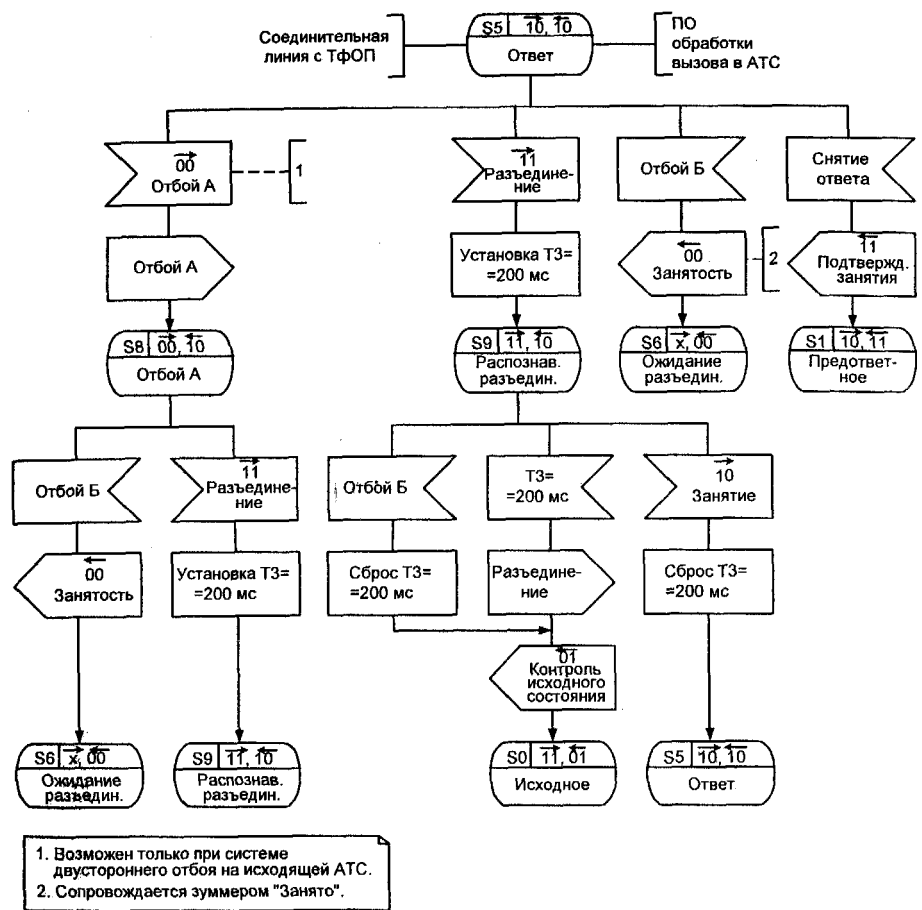 Соединительная
линия с ТфОП
S5 10, 10
Ответ
ПО
обработки
вызова в АТС
00
Отбой А
1
11
Разъедине-
ние
Отбой Б
Снятие
ответа
Отбой А
Установка Т3=
=200 мс
00
Занятость
2
11
Подтвержд.
занятия
S8 00, 10
Отбой А
S9 11, 10
Распознав.
разъедин.
S6 x, 00
Ожидание
разъедин.
S1 10, 11
Предответ-
ное
Отбой Б
11
Разъедине-
ние
Отбой Б
Т3=
=200 мс
10
Занятие
00
Занятость
Установка Т3=
=200 мс
Сброс Т3=
=200 мс
Разъедине-
ние
Сброс Т3=
=200 мс
01
Контроль
исходного
состояния
S6 x, 00
Ожидание
разъедин.
S9 11, 10
Распознав.
разъедин.
S0 11, 01
Исходное
S5 10, 10
Ответ
1. Возможен только при системе
двустороннего отбоя на исходящей АТС.
2. Сопровождается зуммером "Занято".